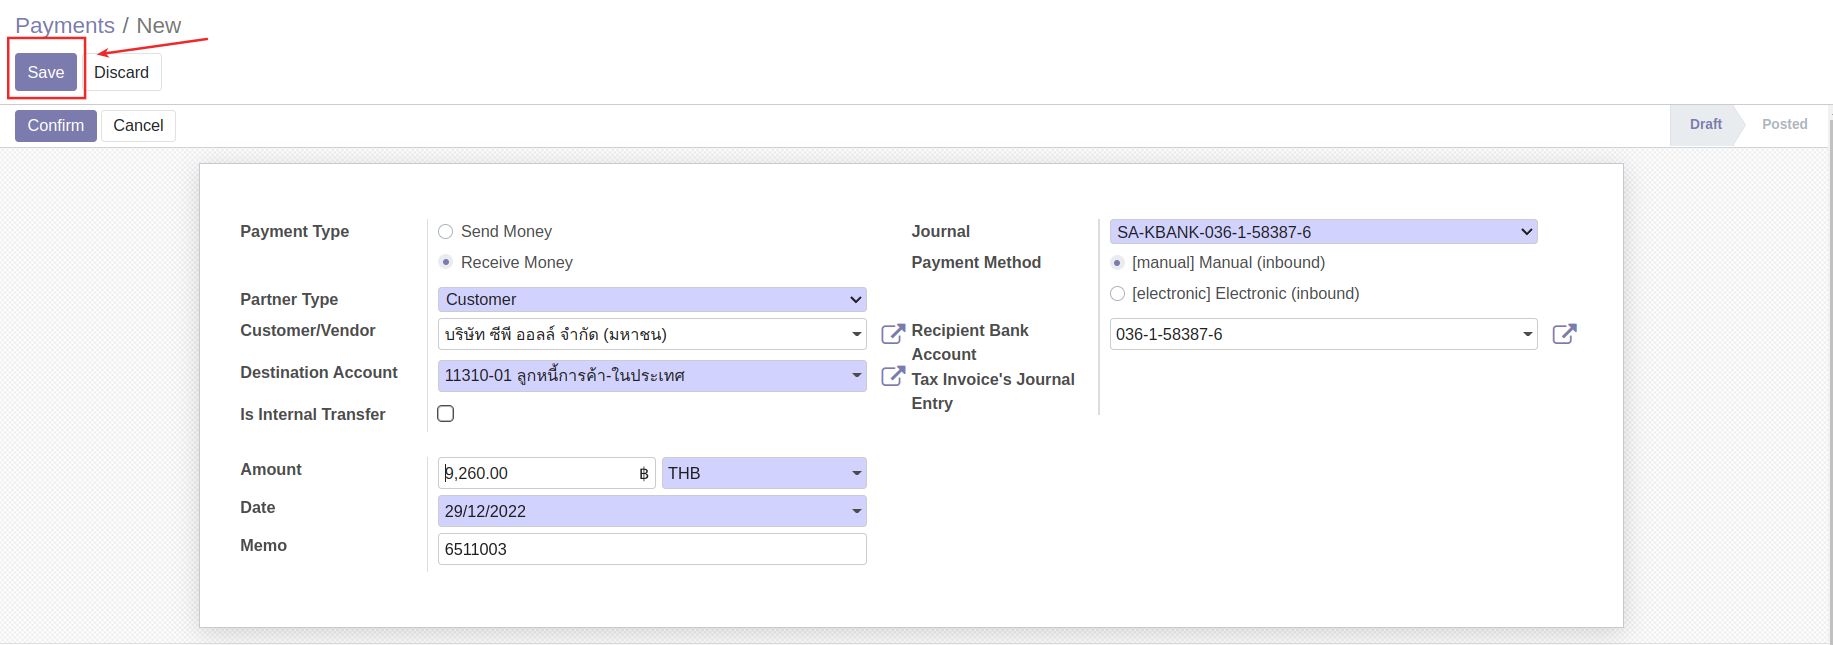 Payments / New
Save Discard
Confirm Cancel
Draft Posted
Payment Type
Send Money
Receive Money
Partner Type
Customer
Customer/Vendor
บริษัท ซีพี ออลล์ จำกัด (มหาชน)
Destination Account
11310-01 ลูกหนี้การค้า-ในประเทศ
Is Internal Transfer
Journal
SA-KBANK-036-1-58387-6
Payment Method
[manual] Manual (inbound)
[electronic] Electronic (inbound)
Recipient Bank
Account
036-1-58387-6
Tax Invoice's Journal
Entry
Amount
9,260.00 ฿ THB
Date
29/12/2022
Memo
6511003